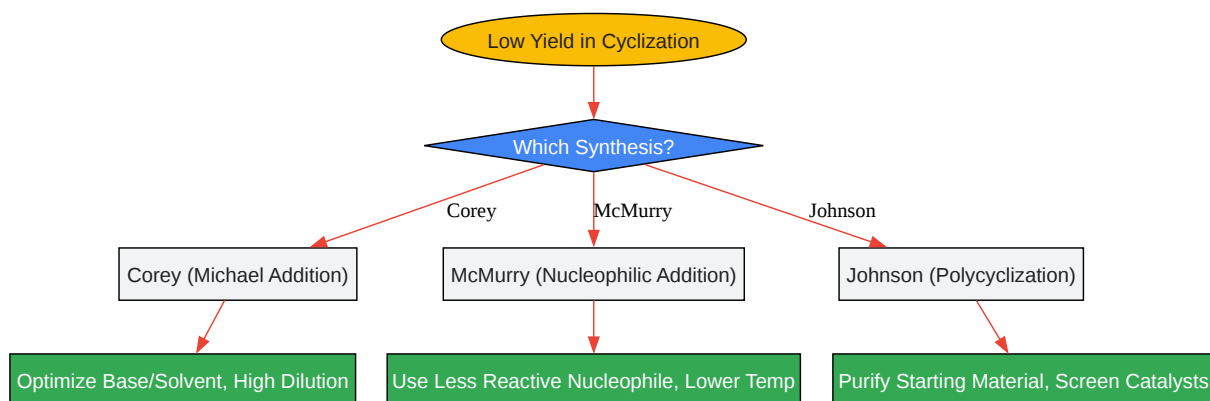 Low Yield in Cyclization
Which Synthesis?
Corey
McMurry
Johnson
Corey (Michael Addition)
McMurry (Nucleophilic Addition)
Johnson (Polycyclization)
Optimize Base/Solvent, High Dilution
Use Less Reactive Nucleophile, Lower Temp
Purify Starting Material, Screen Catalysts